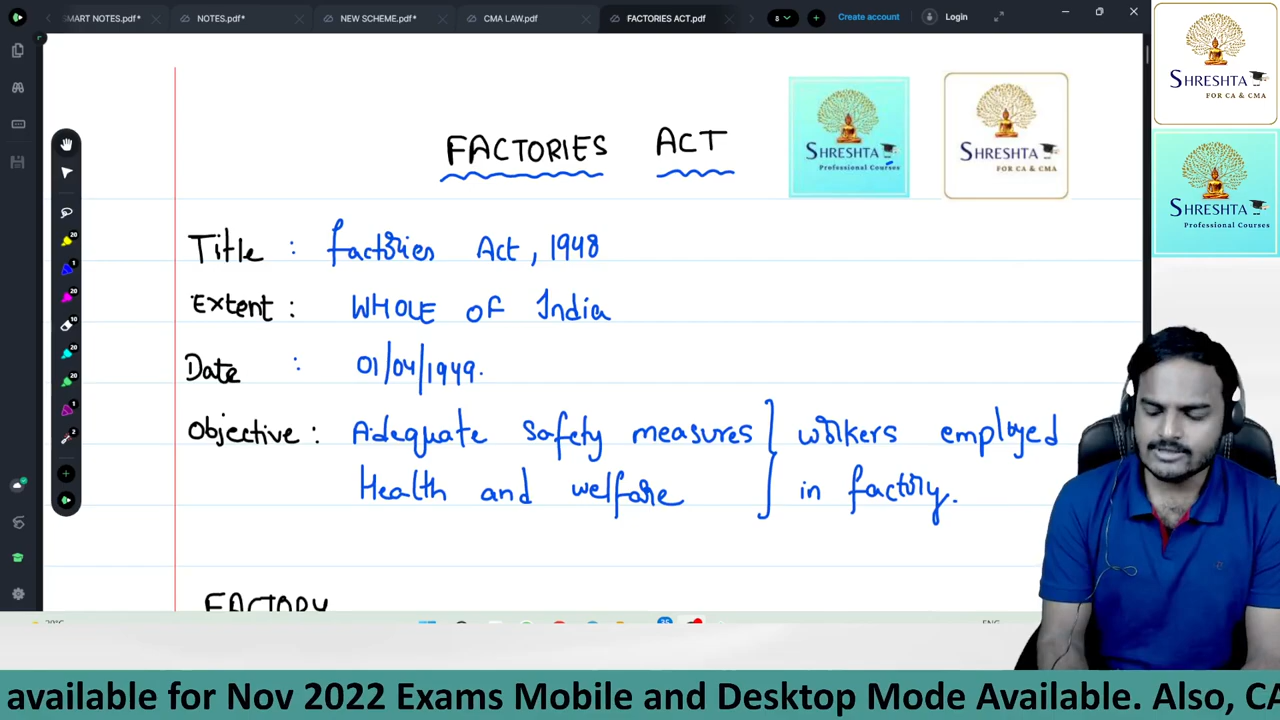 SMART NOTES.pdf* NOTES.pdf* NEW SCHEME.pdf* CMA LAW.pdf FACTORIES ACT.pdf 8 Create account Login
SHRESHTA
FOR CA & CMA
SHRESHTA
Professional Courses
FACTORIES ACT
SHRESHTA
Professional Courses
SHRESHTA
FOR CA & CMA
Title : factories Act, 1948
Extent : WHOLE OF India
Date : 01/04/1949.
Objective : Adequate safety measures } workers employed
Health and welfare in factory.
FACTORY
available for Nov 2022 Exams Mobile and Desktop Mode Available. Also, CA